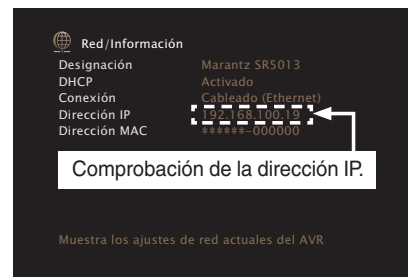 Red/Información
Designación Marantz SR5013
DHCP Activado
Conexión Cableado (Ethernet)
Dirección IP 192.168.100.19
Dirección MAC ******-000000
Comprobación de la dirección IP.
Muestra los ajustes de red actuales del AVR